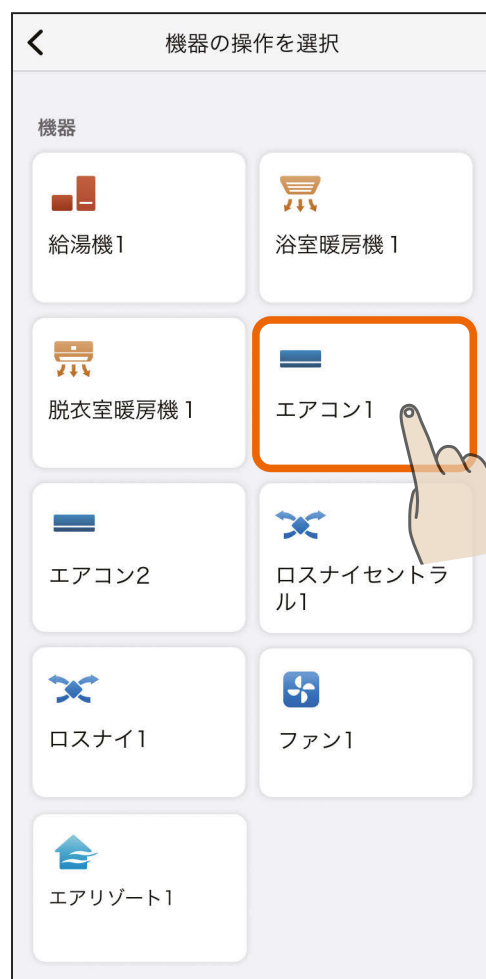 機器の操作を選択
機器
給湯機1
浴室暖房機 1
脱衣室暖房機 1
エアコン1
エアコン2
ロスナイセントラ
ル1
ロスナイ1
ファン1
エアリゾート1